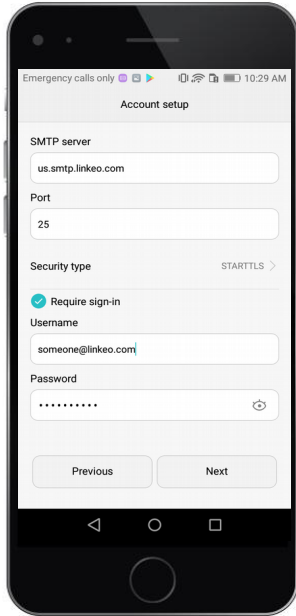 Emergency calls only 10:29 AM
Account setup
SMTP server
us.smtp.linkeo.com
Port
25
Security type STARTTLS
Require sign-in
Username
someone@linkeo.com
Password
••••••••••
Previous Next